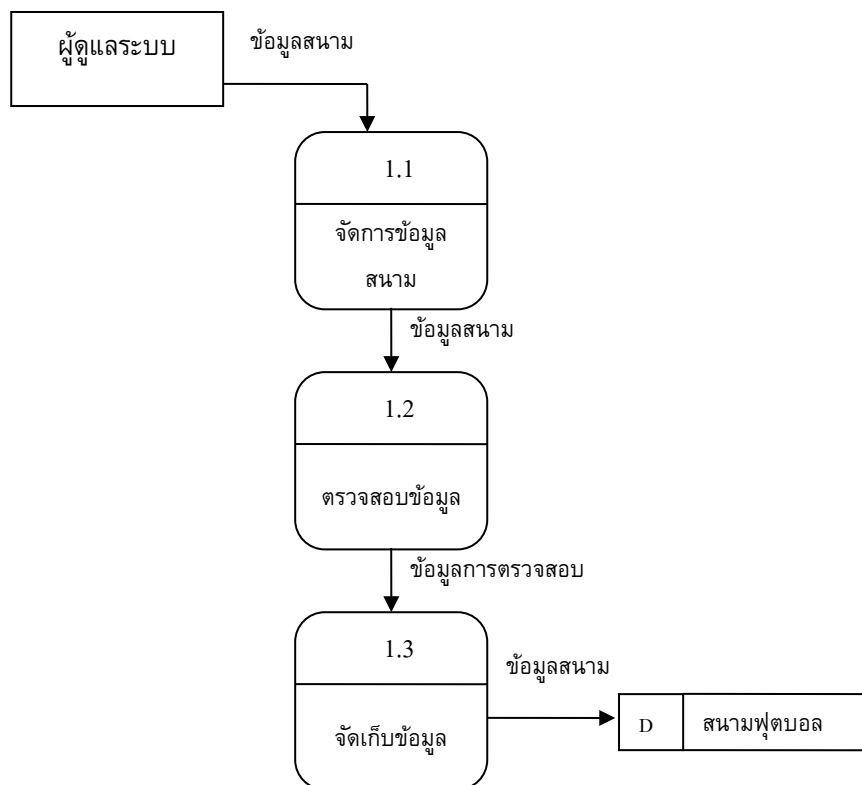 ผู้ดูแลระบบ
ข้อมูลสนาม
1.1
จัดการข้อมูล
สนาม
ข้อมูลสนาม
1.2
ตรวจสอบข้อมูล
ข้อมูลการตรวจสอบ
1.3
ข้อมูลสนาม
จัดเก็บข้อมูล
D
สนามฟุตบอล